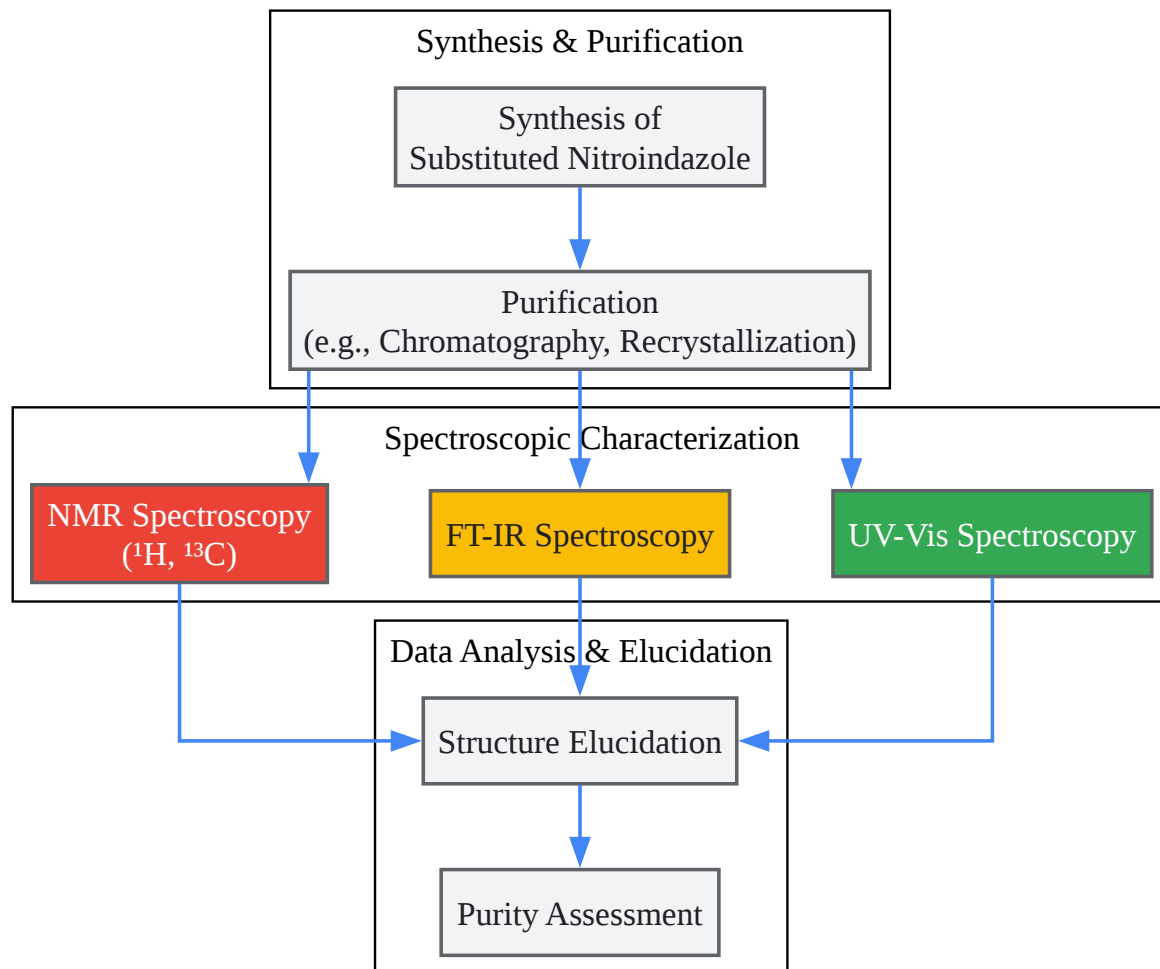 Synthesis & Purification
Synthesis of
Substituted Nitroindazole
Purification
(e.g., Chromatography, Recrystallization)
Spectroscopic Characterization
NMR Spectroscopy
(¹H, ¹³C)
FT-IR Spectroscopy
UV-Vis Spectroscopy
Data Analysis & Elucidation
Structure Elucidation
Purity Assessment